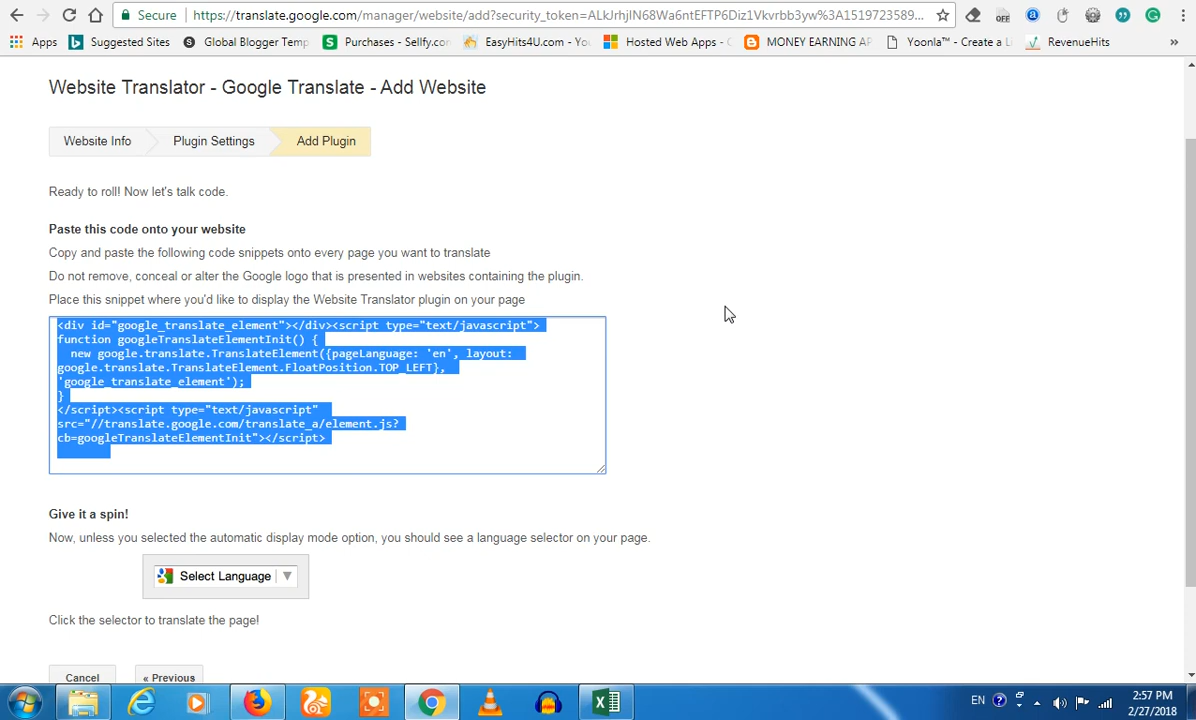 Secure
https://translate.google.com/manager/website/add?security_token=ALkJrhjIN68Wa6ntEFTP6Diz1Vkvrbb3yw%3A1519723589...
OFF
Apps
Suggested Sites
Global Blogger Temp
Purchases - Sellfy.co
EasyHits4U.com - Yo
Hosted Web Apps -
MONEY EARNING AP
Yoonla™ - Create a L
RevenueHits
»
Website Translator - Google Translate - Add Website
Website Info
Plugin Settings
Add Plugin
Ready to roll! Now let's talk code.
Paste this code onto your website
Copy and paste the following code snippets onto every page you want to translate
Do not remove, conceal or alter the Google logo that is presented in websites containing the plugin.
Place this snippet where you'd like to display the Website Translator plugin on your page
<div id="google_translate_element"></div><script type="text/javascript">
function googleTranslateElementInit() {
new google.translate.TranslateElement({pageLanguage: 'en', layout:
google.translate.TranslateElement.FloatPosition.TOP_LEFT},
'google_translate_element');
}
</script><script type="text/javascript"
src="//translate.google.com/translate_a/element.js?
cb=googleTranslateElementInit"></script>
Give it a spin!
Now, unless you selected the automatic display mode option, you should see a language selector on your page.
Select Language
Click the selector to translate the page!
Cancel
« Previous
EN
2:57 PM
2/27/2018